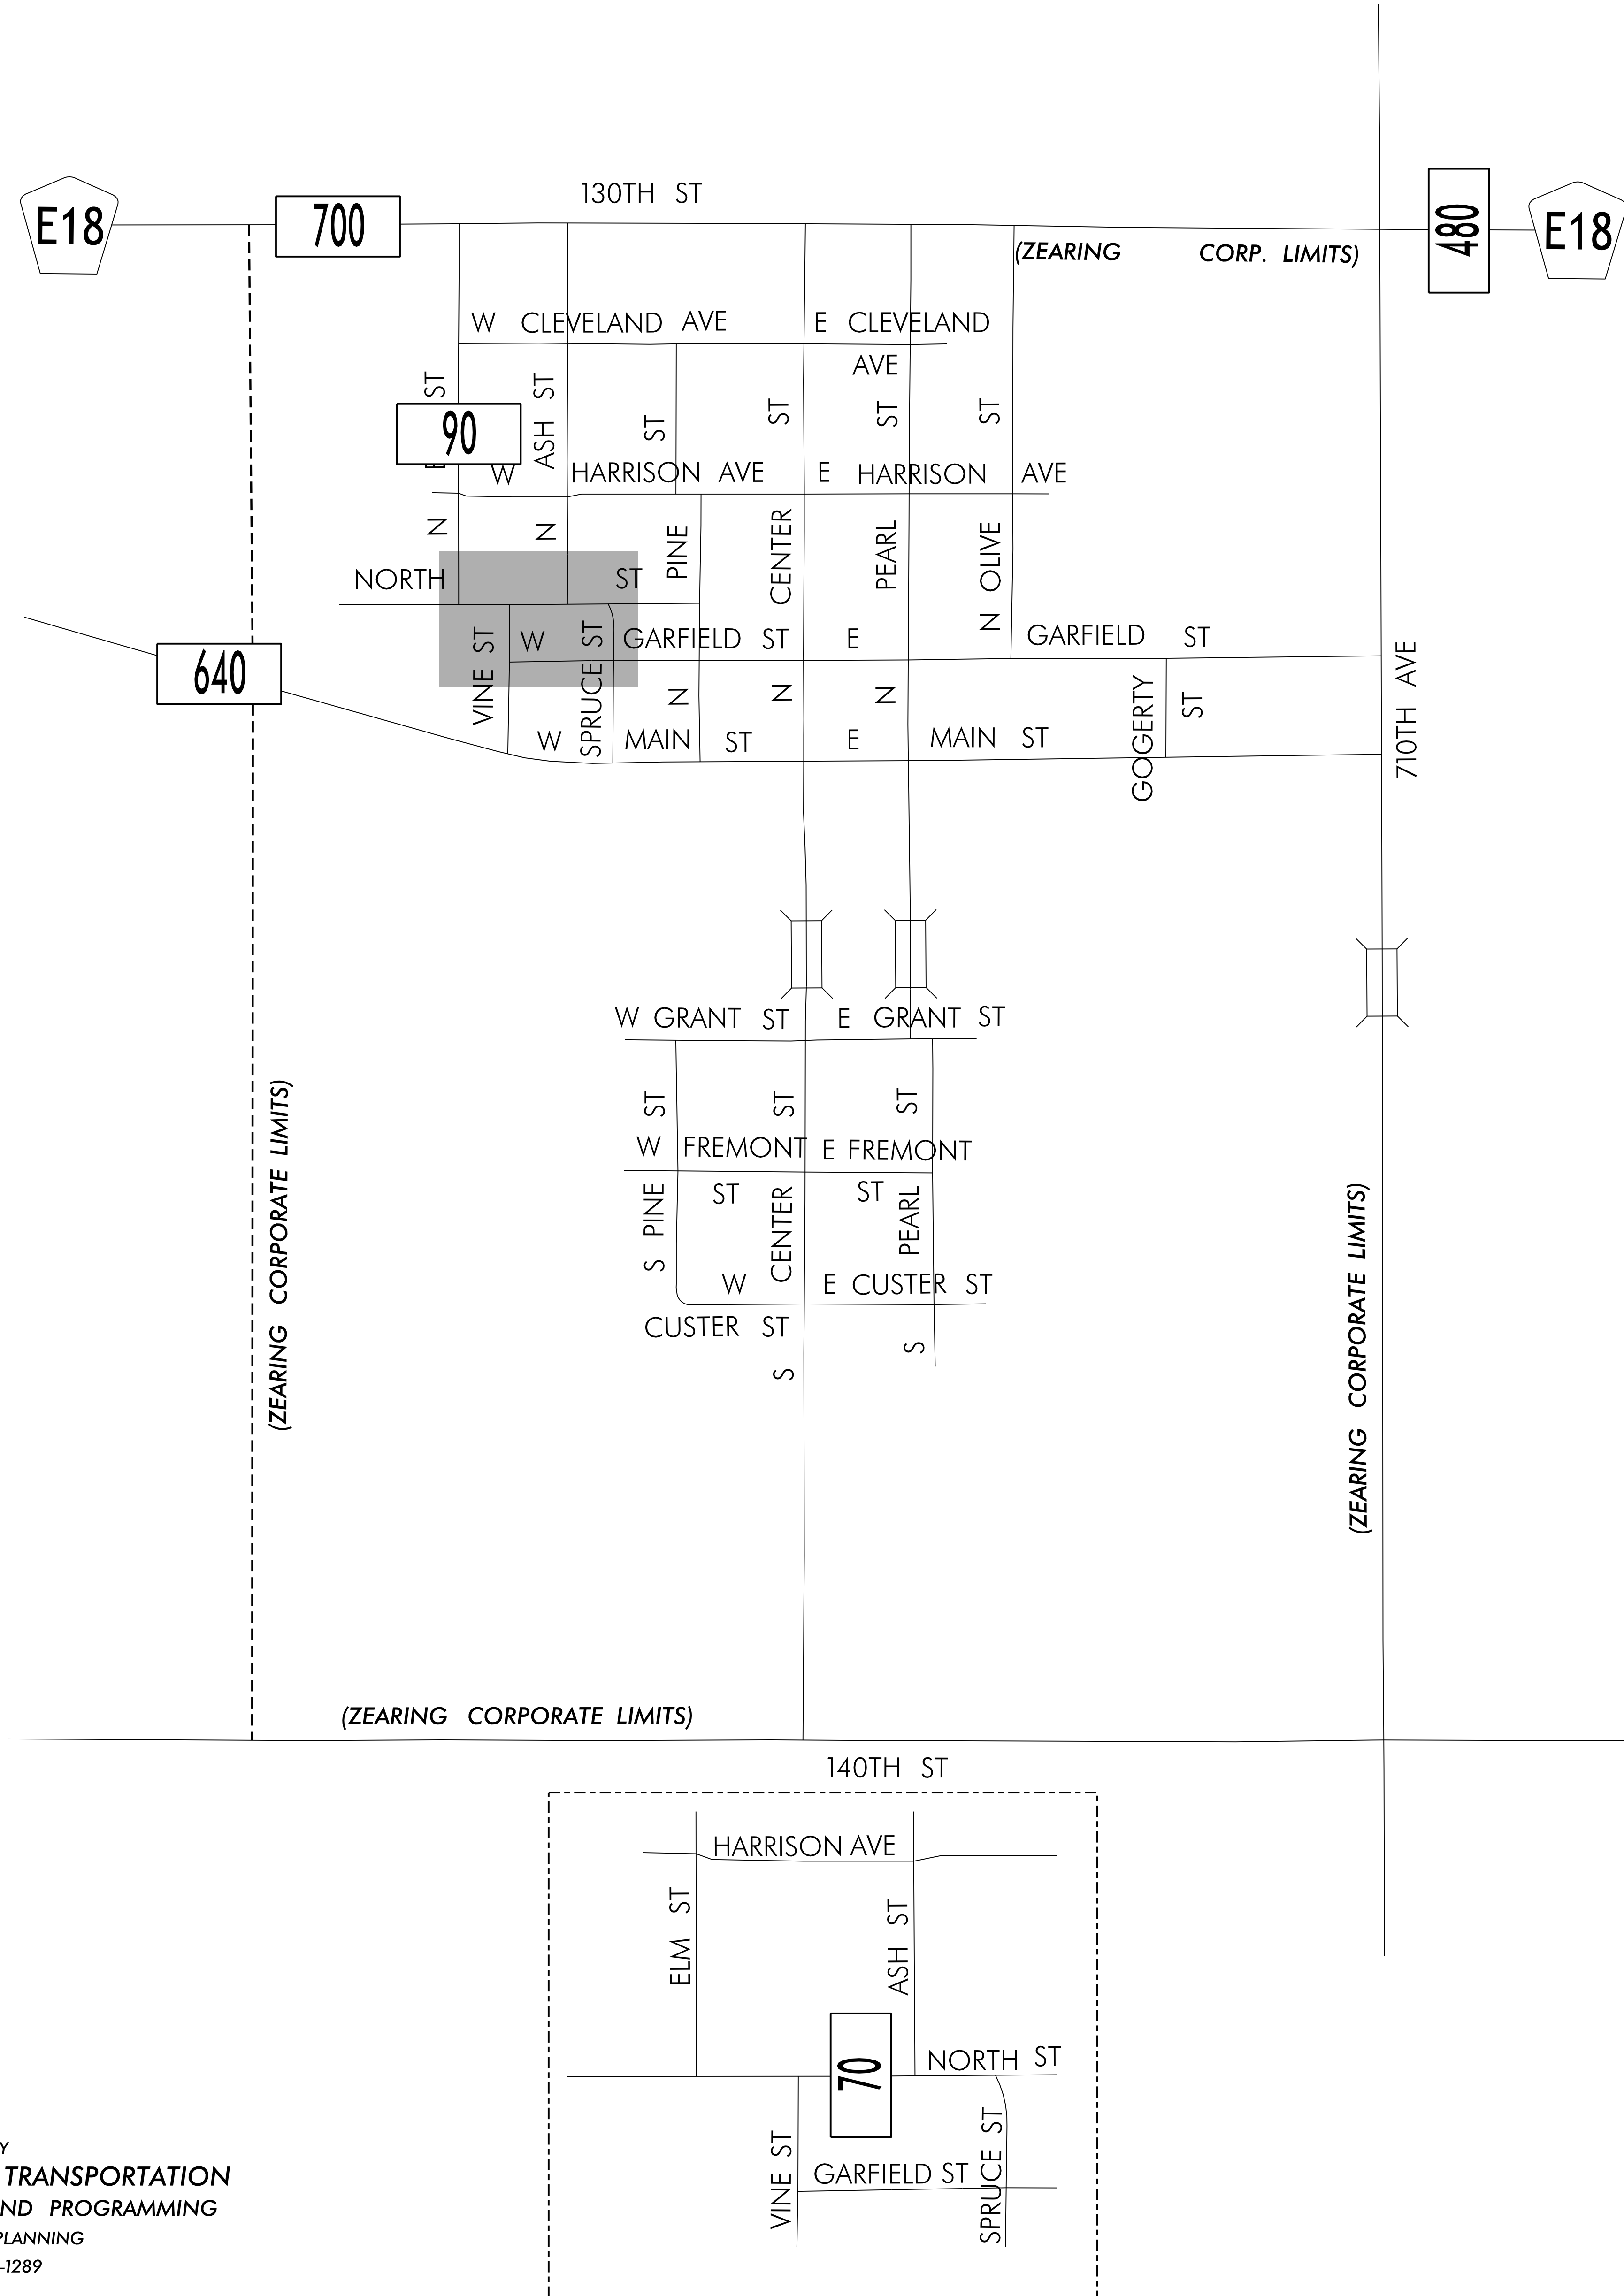 130TH ST
E18
700
480
E18
(ZEARING CORP. LIMITS)
W CLEVELAND AVE
E CLEVELAND
AVE
N ST
90
N ASH ST
ST
ST
ST
ST
W HARRISON AVE
E HARRISON AVE
N PINE
N CENTER
N PEARL
N OLIVE
NORTH ST
640
VINE ST
SPRUCE ST
W GARFIELD ST
E GARFIELD ST
GOGERTY ST
710TH AVE
W MAIN ST
E MAIN ST
W GRANT ST
E GRANT ST
S PINE ST
S CENTER ST
S PEARL ST
W FREMONT
ST
E FREMONT
ST
W
CUSTER ST
E CUSTER ST
(ZEARING CORPORATE LIMITS)
(ZEARING CORPORATE LIMITS)
(ZEARING CORPORATE LIMITS)
140TH ST
HARRISON AVE
ELM ST
ASH ST
70
NORTH ST
VINE ST
GARFIELD ST
SPRUCE ST
Y
TRANSPORTATION
ND PROGRAMMING
PLANNING
-1289